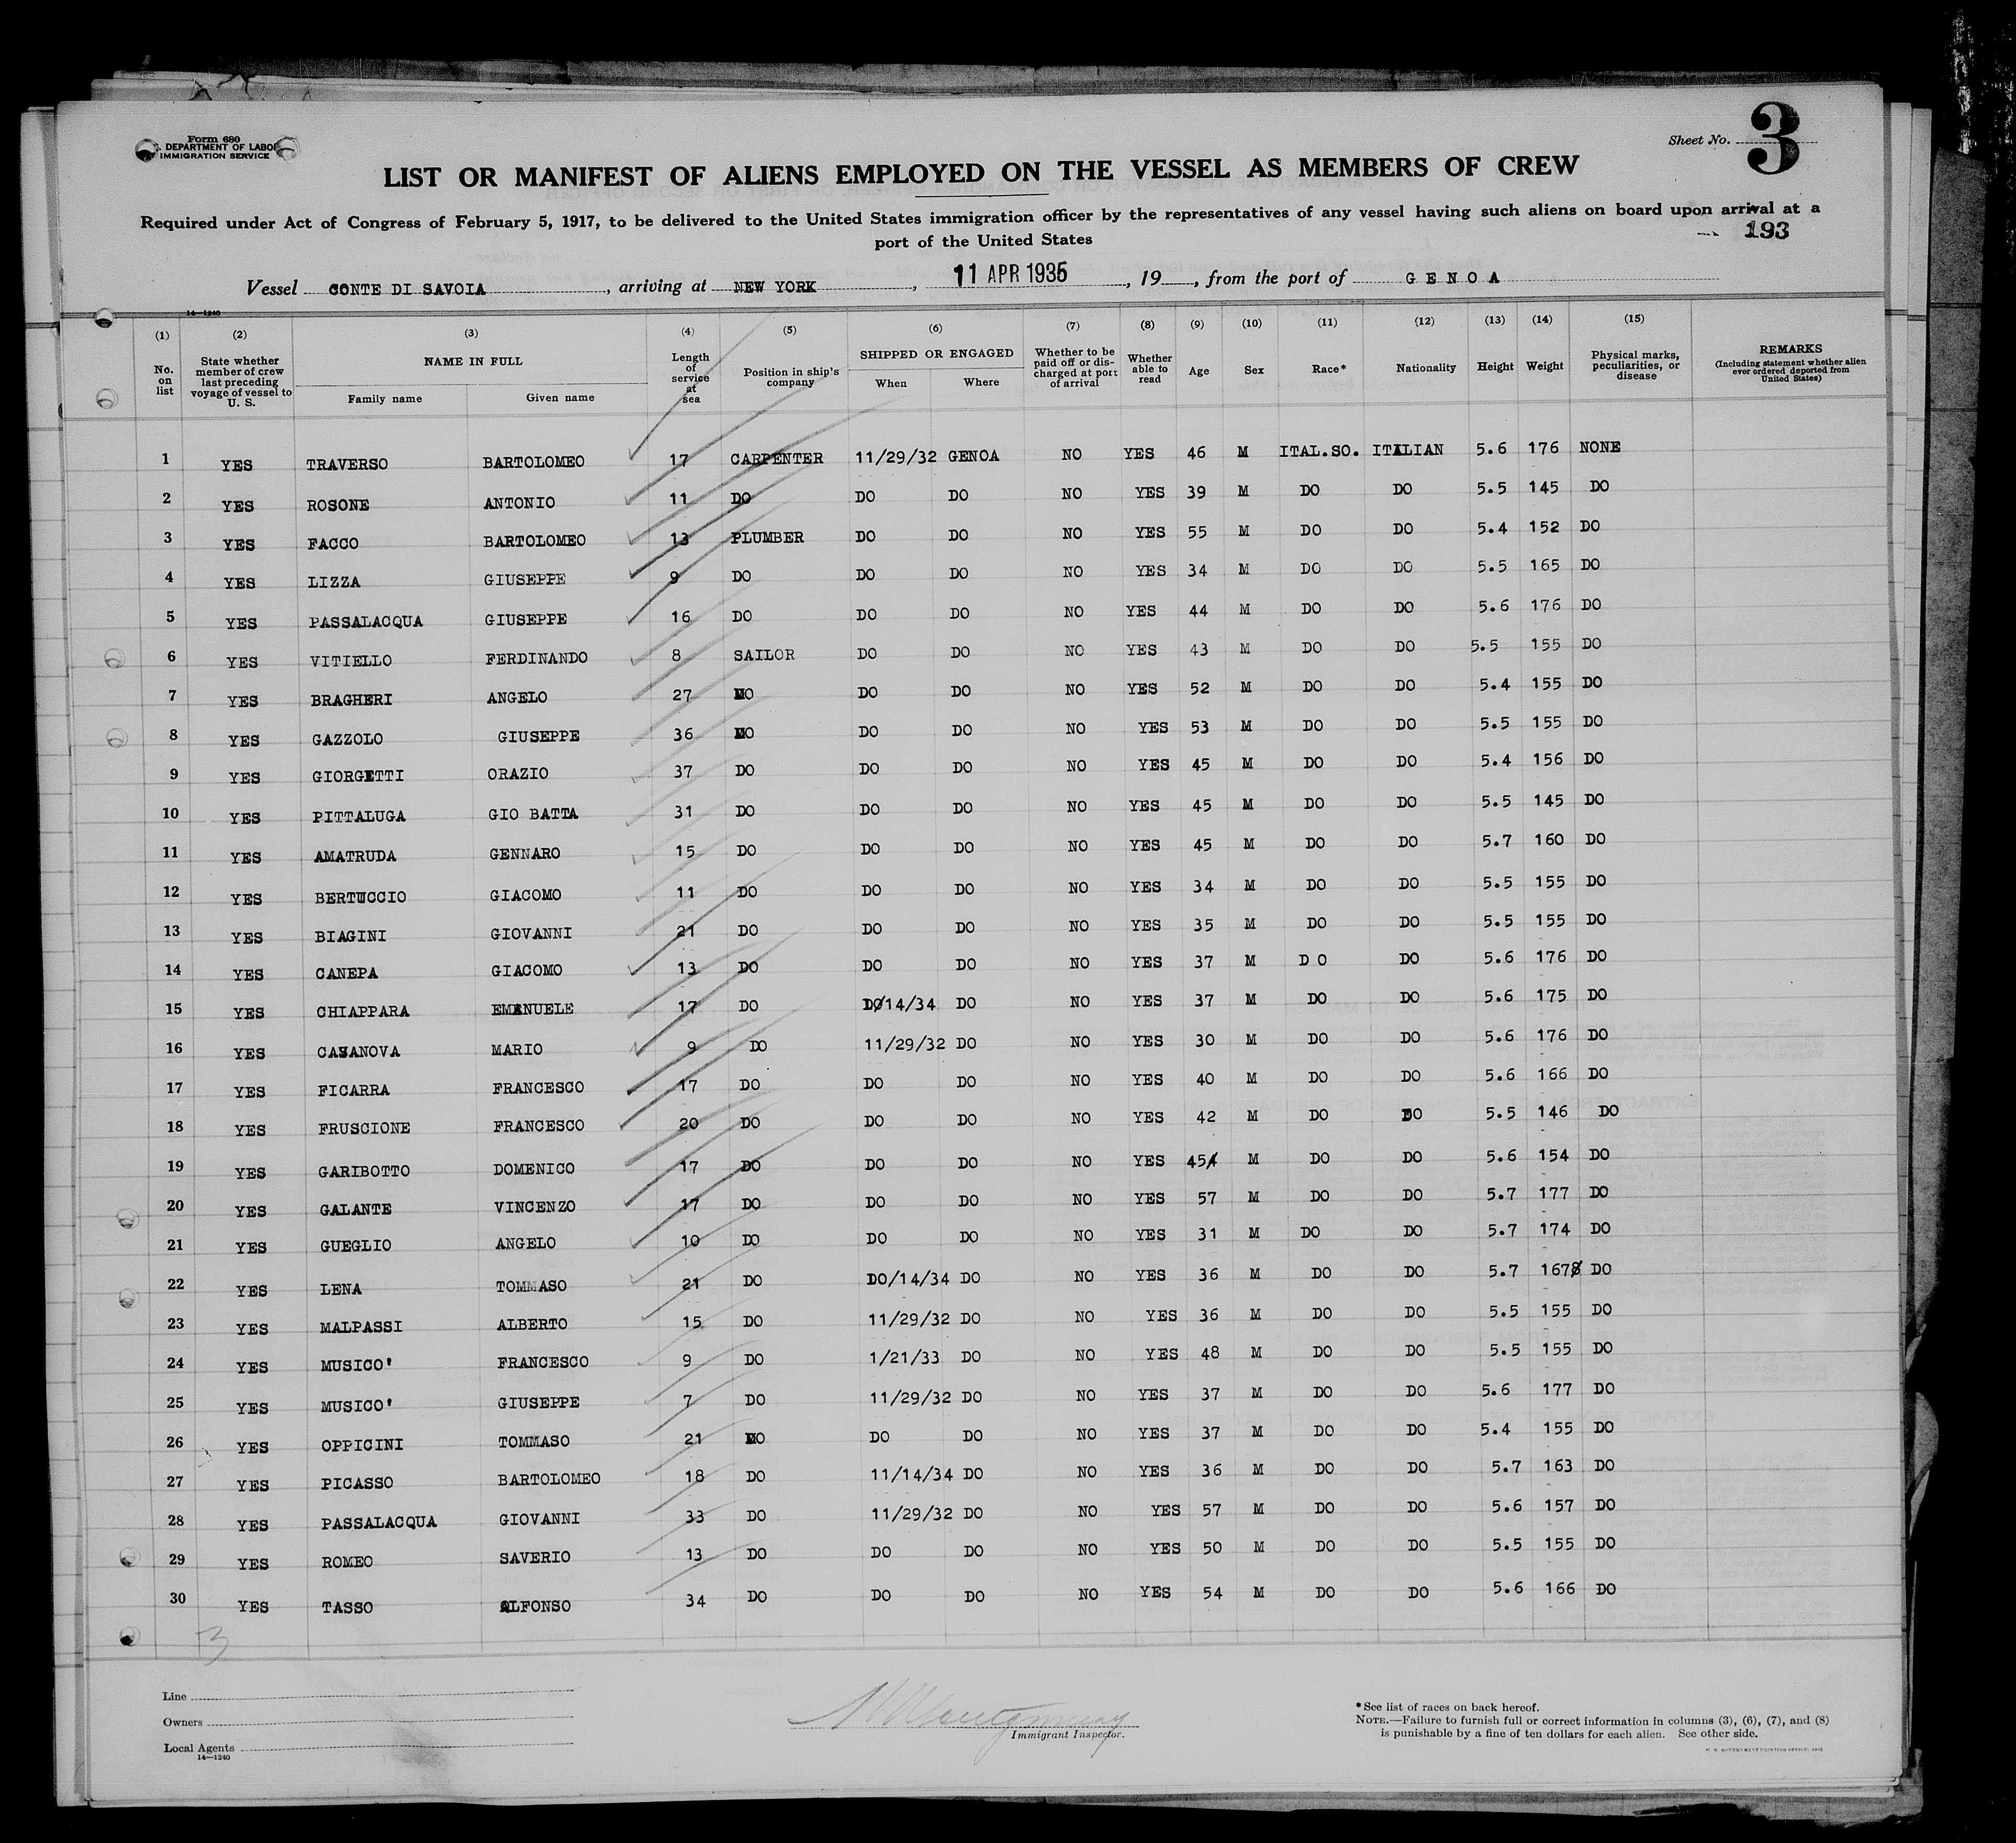 Form 680
. DEPARTMENT OF LABOR
IMMIGRATION SERVICE
Sheet No. 3
LIST OR MANIFEST OF ALIENS EMPLOYED ON THE VESSEL AS MEMBERS OF CREW
Required under Act of Congress of February 5, 1917, to be delivered to the United States immigration officer by the representatives of any vessel having such aliens on board upon arrival at a
port of the United States
193
Vessel CONTE DI SAVOIA, arriving at NEW YORK, 11 APR 1935, 19, from the port of GENOA
14—1240
(1) (2) (3) (4) (5) (6) (7) (8) (9) (10) (11) (12) (13) (14) (15)
No. on list State whether member of crew last preceding voyage of vessel to U. S. NAME IN FULL Family name Given name Length of service at sea Position in ship's company SHIPPED OR ENGAGED When Where Whether to be paid off or discharged at port of arrival Whether able to read Age Sex Race* Nationality Height Weight Physical marks, peculiarities, or disease REMARKS (Including statement whether alien ever ordered deported from United States)
1 YES TRAVERSO BARTOLOMEO 17 CARPENTER 11/29/32 GENOA NO YES 46 M ITAL.SO. ITALIAN 5.6 176 NONE
2 YES ROSONE ANTONIO 11 DO DO DO NO YES 39 M DO DO 5.5 145 DO
3 YES FACCO BARTOLOMEO 13 PLUMBER DO DO NO YES 55 M DO DO 5.4 152 DO
4 YES LIZZA GIUSEPPE 9 DO DO DO NO YES 34 M DO DO 5.5 165 DO
5 YES PASSALACQUA GIUSEPPE 16 DO DO DO NO YES 44 M DO DO 5.6 176 DO
6 YES VITIELLO FERDINANDO 8 SAILOR DO DO NO YES 43 M DO DO 5.5 155 DO
7 YES BRAGHERI ANGELO 27 DO DO DO NO YES 52 M DO DO 5.4 155 DO
8 YES GAZZOLO GIUSEPPE 36 DO DO DO NO YES 53 M DO DO 5.5 155 DO
9 YES GIORGETTI ORAZIO 37 DO DO DO NO YES 45 M DO DO 5.4 156 DO
10 YES PITTALUGA GIO BATTA 31 DO DO DO NO YES 45 M DO DO 5.5 145 DO
11 YES AMATRUDA GENNARO 15 DO DO DO NO YES 45 M DO DO 5.7 160 DO
12 YES BERTUCCIO GIACOMO 11 DO DO DO NO YES 34 M DO DO 5.5 155 DO
13 YES BIAGINI GIOVANNI 21 DO DO DO NO YES 35 M DO DO 5.5 155 DO
14 YES CANEPA GIACOMO 13 DO DO DO NO YES 37 M D O DO 5.6 176 DO
15 YES CHIAPPARA EMANUELE 17 DO DO/14/34 DO NO YES 37 M DO DO 5.6 175 DO
16 YES CASANOVA MARIO 9 DO 11/29/32 DO NO YES 30 M DO DO 5.6 176 DO
17 YES FICARRA FRANCESCO 17 DO DO DO NO YES 40 M DO DO 5.6 166 DO
18 YES FRUSCIONE FRANCESCO 20 DO DO DO NO YES 42 M DO DO 5.5 146 DO
19 YES GARIBOTTO DOMENICO 17 DO DO DO NO YES 45 M DO DO 5.6 154 DO
20 YES GALANTE VINCENZO 17 DO DO DO NO YES 57 M DO DO 5.7 177 DO
21 YES GUEGLIO ANGELO 10 DO DO DO NO YES 31 M DO DO 5.7 174 DO
22 YES LENA TOMMASO 21 DO DO/14/34 DO NO YES 36 M DO DO 5.7 167 DO
23 YES MALPASSI ALBERTO 15 DO 11/29/32 DO NO YES 36 M DO DO 5.5 155 DO
24 YES MUSICO' FRANCESCO 9 DO 1/21/33 DO NO YES 48 M DO DO 5.5 155 DO
25 YES MUSICO' GIUSEPPE 7 DO 11/29/32 DO NO YES 37 M DO DO 5.6 177 DO
26 YES OPPICINI TOMMASO 21 DO DO DO NO YES 37 M DO DO 5.4 155 DO
27 YES PICASSO BARTOLOMEO 18 DO 11/14/34 DO NO YES 36 M DO DO 5.7 163 DO
28 YES PASSALACQUA GIOVANNI 33 DO 11/29/32 DO NO YES 57 M DO DO 5.6 157 DO
29 YES ROMEO SAVERIO 13 DO DO DO NO YES 50 M DO DO 5.5 155 DO
30 YES TASSO ALFONSO 34 DO DO DO NO YES 54 M DO DO 5.6 166 DO
3
Line
Owners
Local Agents
14—1240
Montgomery
Immigrant Inspector.
*See list of races on back hereof.
NOTE.—Failure to furnish full or correct information in columns (3), (6), (7), and (8)
is punishable by a fine of ten dollars for each alien. See other side.